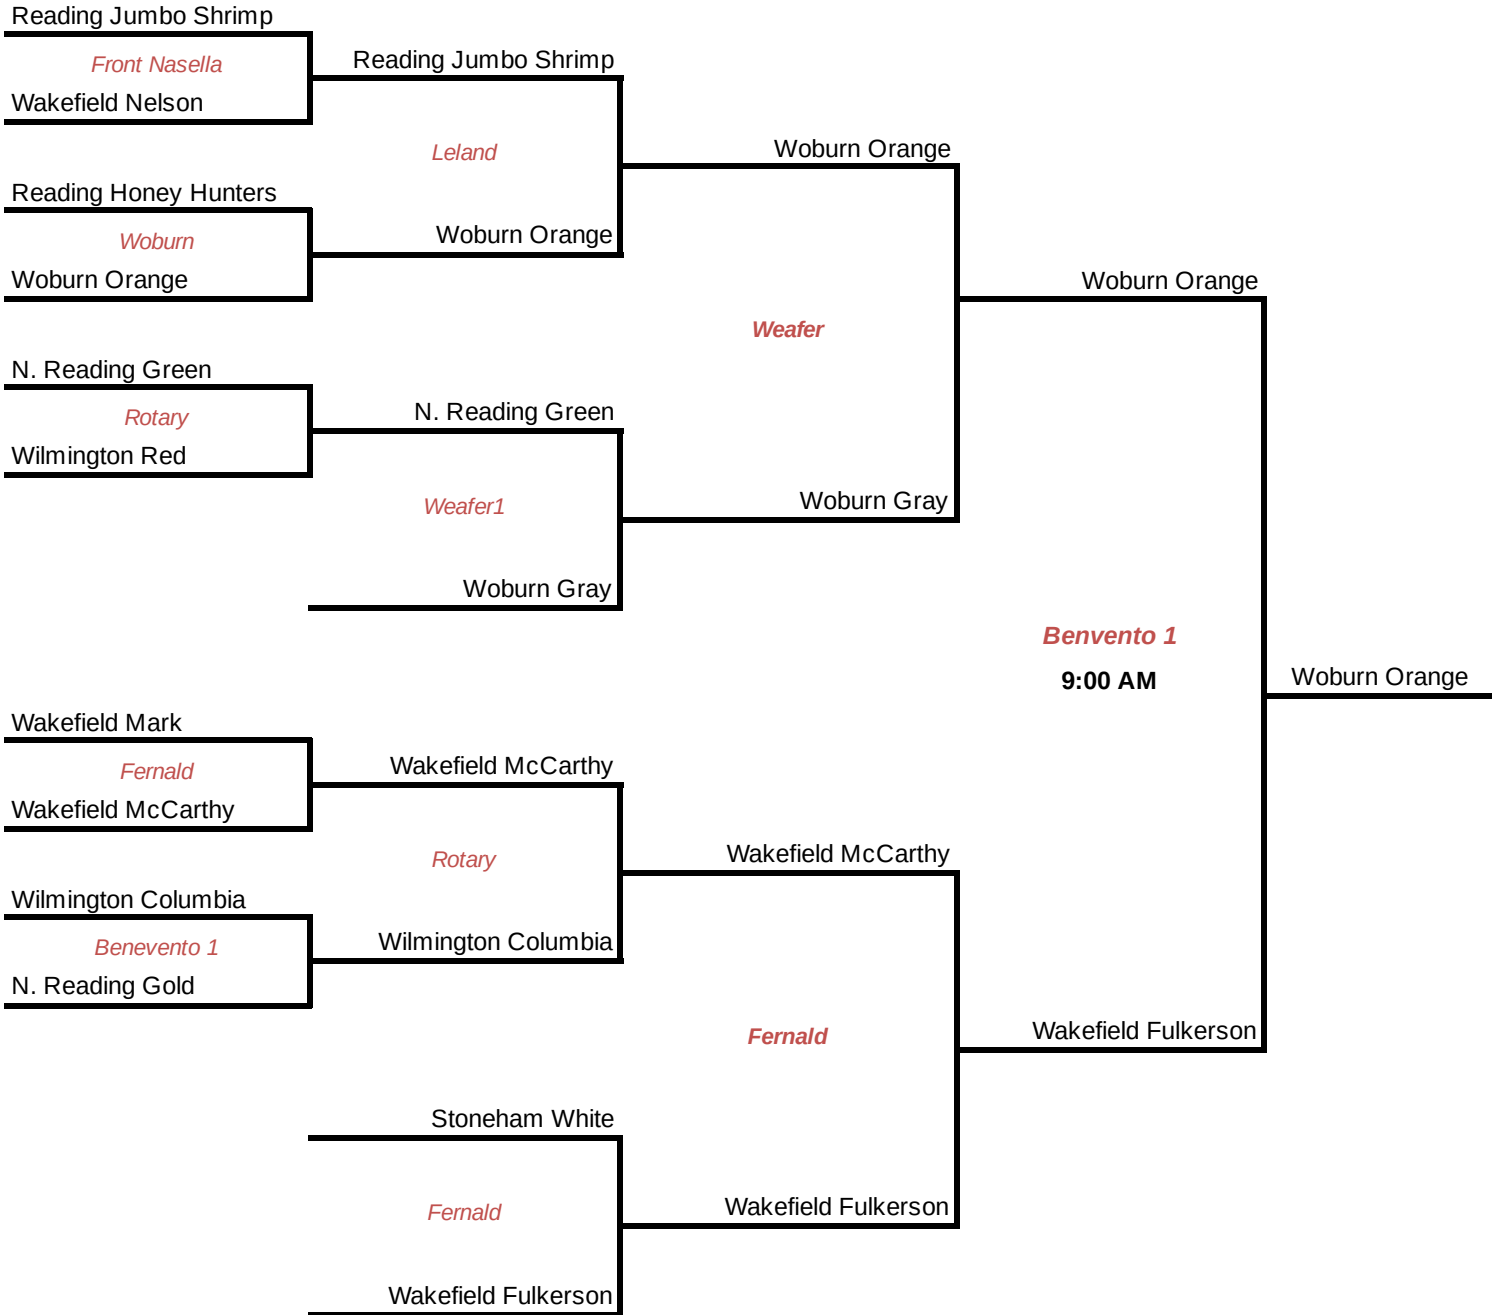 Reading Jumbo Shrimp
Front Nasella
Reading Jumbo Shrimp
Wakefield Nelson
Leland
Woburn Orange
Reading Honey Hunters
Woburn
Woburn Orange
Woburn Orange
Woburn Orange
Weafer
N. Reading Green
Rotary
N. Reading Green
Wilmington Red
Weafer1
Woburn Gray
Woburn Gray
Benvento 1
9:00 AM
Woburn Orange
Wakefield Mark
Fernald
Wakefield McCarthy
Wakefield McCarthy
Rotary
Wakefield McCarthy
Wilmington Columbia
Benevento 1
Wilmington Columbia
N. Reading Gold
Fernald
Wakefield Fulkerson
Stoneham White
Fernald
Wakefield Fulkerson
Wakefield Fulkerson